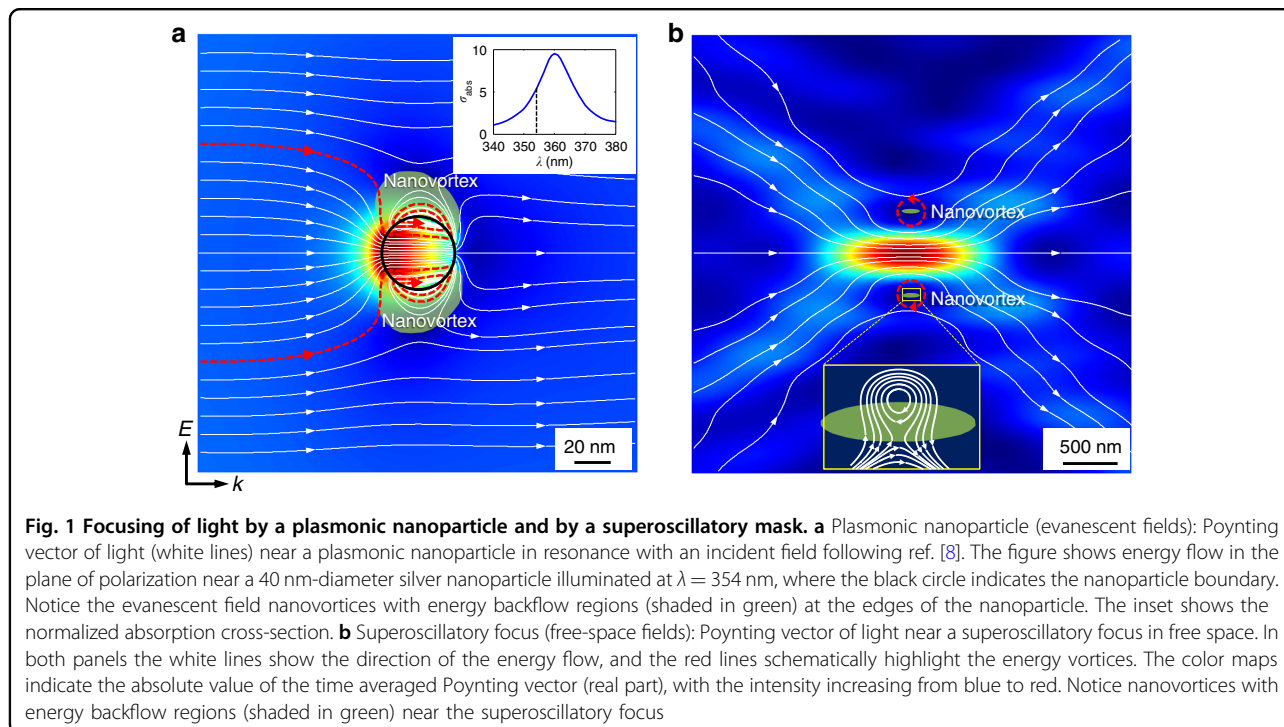 a
b
10
5
0
σabs
340 350 360 370 380
λ (nm)
Nanovortex
Nanovortex
E
k
20 nm
Nanovortex
Nanovortex
500 nm
Fig. 1 Focusing of light by a plasmonic nanoparticle and by a superoscillatory mask. a Plasmonic nanoparticle (evanescent fields): Poynting
vector of light (white lines) near a plasmonic nanoparticle in resonance with an incident field following ref. [8]. The figure shows energy flow in the
plane of polarization near a 40 nm-diameter silver nanoparticle illuminated at λ = 354 nm, where the black circle indicates the nanoparticle boundary.
Notice the evanescent field nanovortices with energy backflow regions (shaded in green) at the edges of the nanoparticle. The inset shows the
normalized absorption cross-section. b Superoscillatory focus (free-space fields): Poynting vector of light near a superoscillatory focus in free space. In
both panels the white lines show the direction of the energy flow, and the red lines schematically highlight the energy vortices. The color maps
indicate the absolute value of the time averaged Poynting vector (real part), with the intensity increasing from blue to red. Notice nanovortices with
energy backflow regions (shaded in green) near the superoscillatory focus